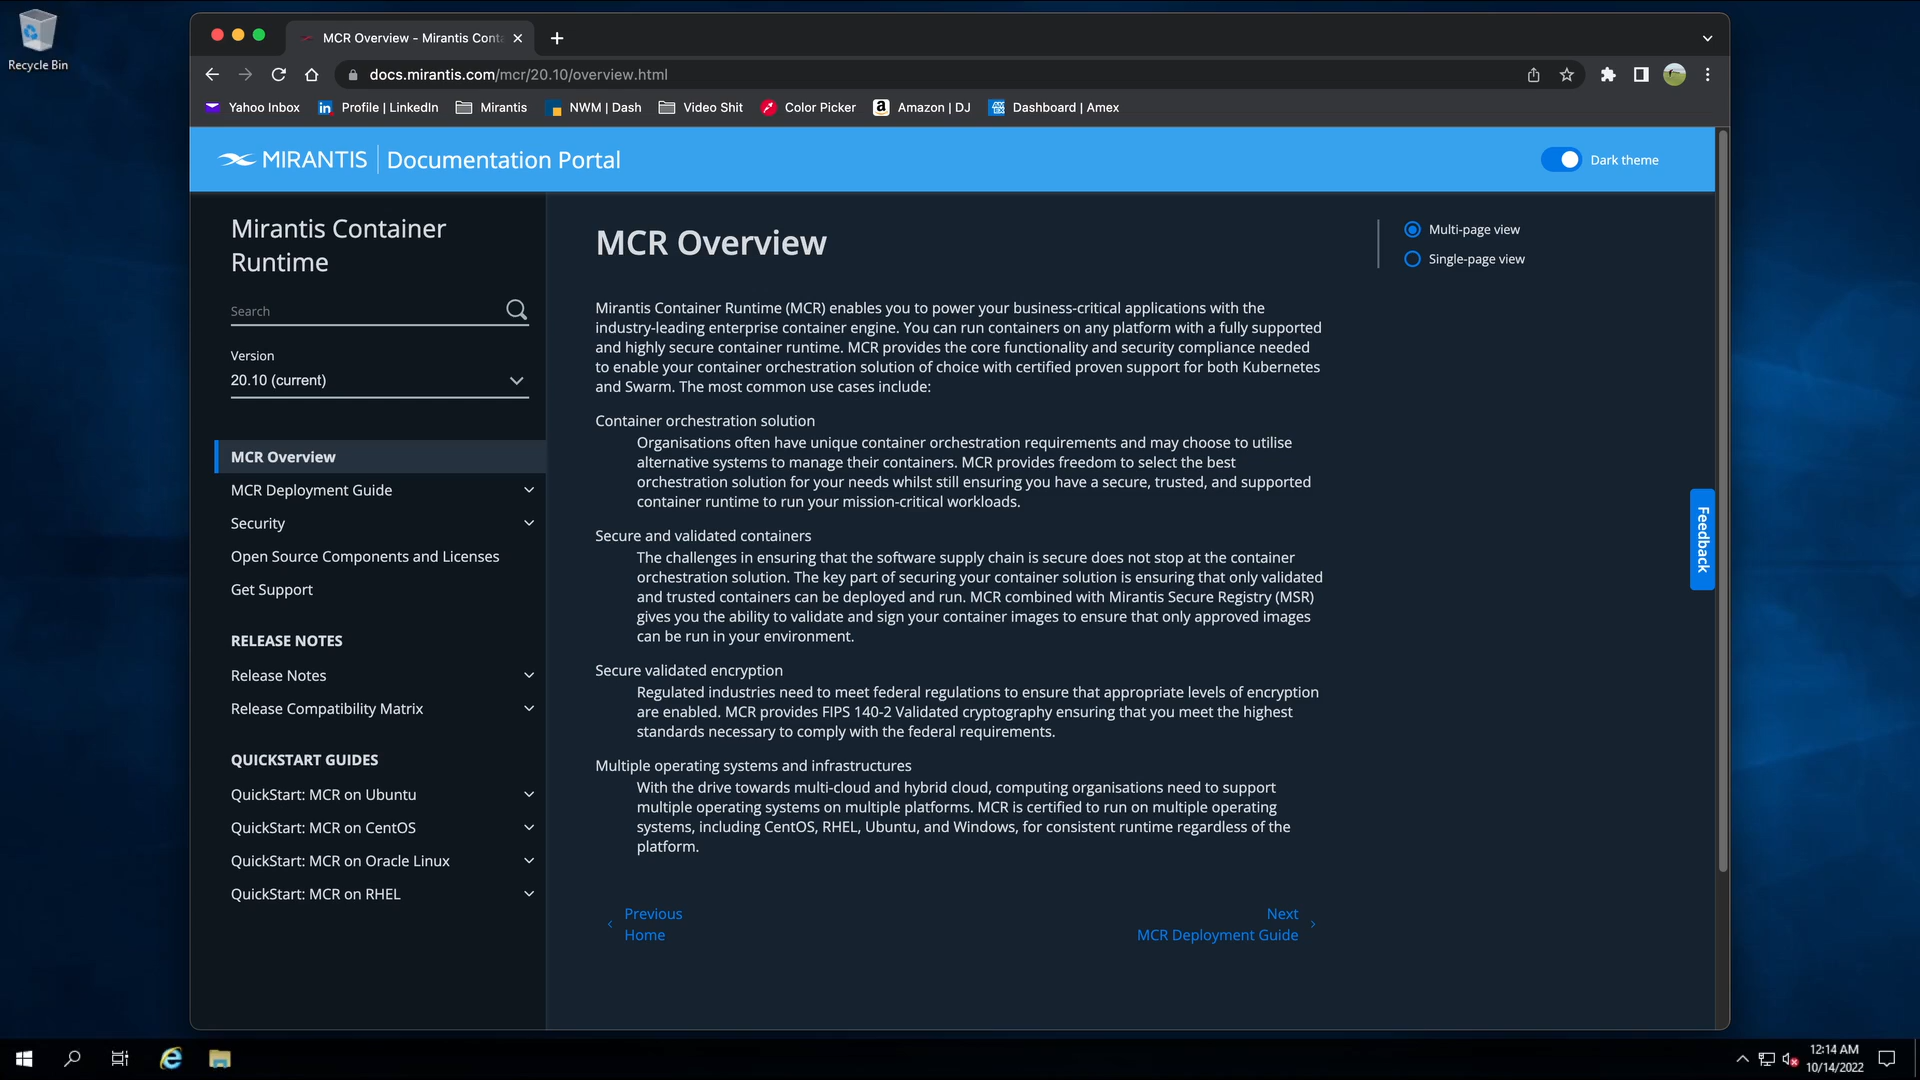 Recycle Bin
MCR Overview - Mirantis Conta
docs.mirantis.com/mcr/20.10/overview.html
Yahoo Inbox
Profile | LinkedIn
Mirantis
NWM | Dash
Video Shit
Color Picker
Amazon | DJ
Dashboard | Amex
MIRANTIS
Documentation Portal
Dark theme
Mirantis Container
Runtime
Search
Version
20.10 (current)
MCR Overview
MCR Deployment Guide
Security
Open Source Components and Licenses
Get Support
RELEASE NOTES
Release Notes
Release Compatibility Matrix
QUICKSTART GUIDES
QuickStart: MCR on Ubuntu
QuickStart: MCR on CentOS
QuickStart: MCR on Oracle Linux
QuickStart: MCR on RHEL
MCR Overview
Mirantis Container Runtime (MCR) enables you to power your business-critical applications with the
industry-leading enterprise container engine. You can run containers on any platform with a fully supported
and highly secure container runtime. MCR provides the core functionality and security compliance needed
to enable your container orchestration solution of choice with certified proven support for both Kubernetes
and Swarm. The most common use cases include:
Container orchestration solution
Organisations often have unique container orchestration requirements and may choose to utilise
alternative systems to manage their containers. MCR provides freedom to select the best
orchestration solution for your needs whilst still ensuring you have a secure, trusted, and supported
container runtime to run your mission-critical workloads.
Secure and validated containers
The challenges in ensuring that the software supply chain is secure does not stop at the container
orchestration solution. The key part of securing your container solution is ensuring that only validated
and trusted containers can be deployed and run. MCR combined with Mirantis Secure Registry (MSR)
gives you the ability to validate and sign your container images to ensure that only approved images
can be run in your environment.
Secure validated encryption
Regulated industries need to meet federal regulations to ensure that appropriate levels of encryption
are enabled. MCR provides FIPS 140-2 Validated cryptography ensuring that you meet the highest
standards necessary to comply with the federal requirements.
Multiple operating systems and infrastructures
With the drive towards multi-cloud and hybrid cloud, computing organisations need to support
multiple operating systems on multiple platforms. MCR is certified to run on multiple operating
systems, including CentOS, RHEL, Ubuntu, and Windows, for consistent runtime regardless of the
platform.
Previous
Home
Next
MCR Deployment Guide
Multi-page view
Single-page view
Feedback
12:14 AM
10/14/2022